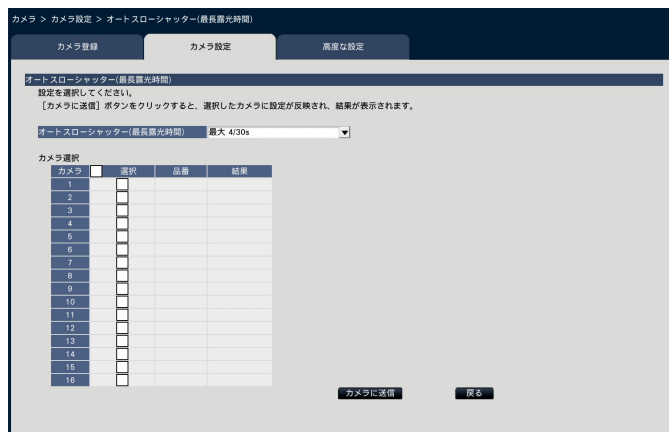 カメラ > カメラ設定 > オートスローシャッター(最長露光時間)
カメラ登録 カメラ設定 高度な設定
オートスローシャッター(最長露光時間)
設定を選択してください。
[カメラに送信] ボタンをクリックすると、選択したカメラに設定が反映され、結果が表示されます。
オートスローシャッター(最長露光時間) 最大 4/30s
カメラ選択
カメラ 選択 品番 結果
1
2
3
4
5
6
7
8
9
10
11
12
13
14
15
16
カメラに送信 戻る